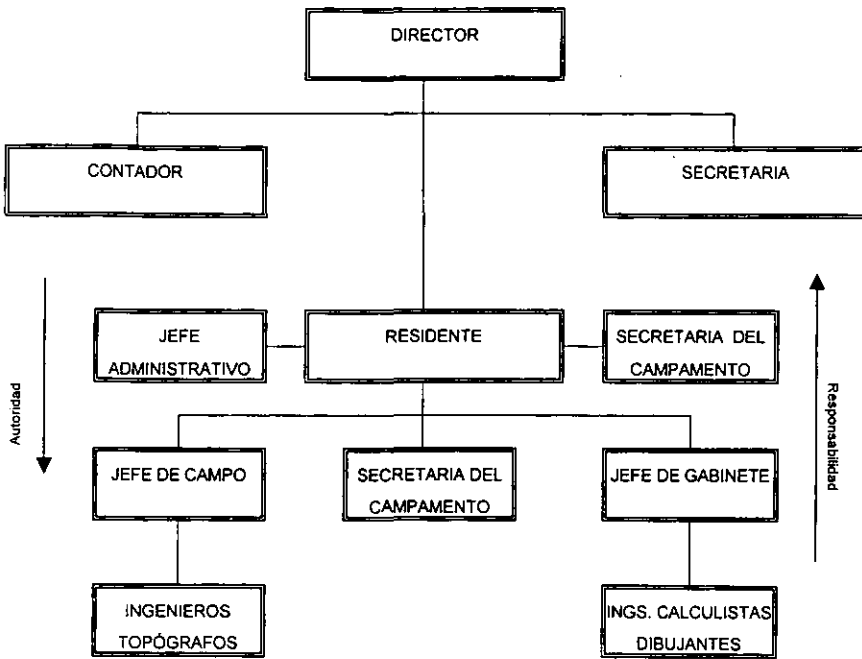 DIRECTOR
CONTADOR
SECRETARIA
Autoridad
JEFE
ADMINISTRATIVO
RESIDENTE
SECRETARIA DEL
CAMPAMENTO
Responsabilidad
JEFE DE CAMPO
SECRETARIA DEL
CAMPAMENTO
JEFE DE GABINETE
INGENIEROS
TOPÓGRAFOS
INGS. CALCULISTAS
DIBUJANTES